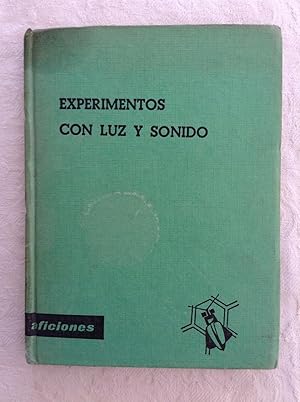 EXPERIMENTOS
CON LUZ Y SONIDO
aficiones